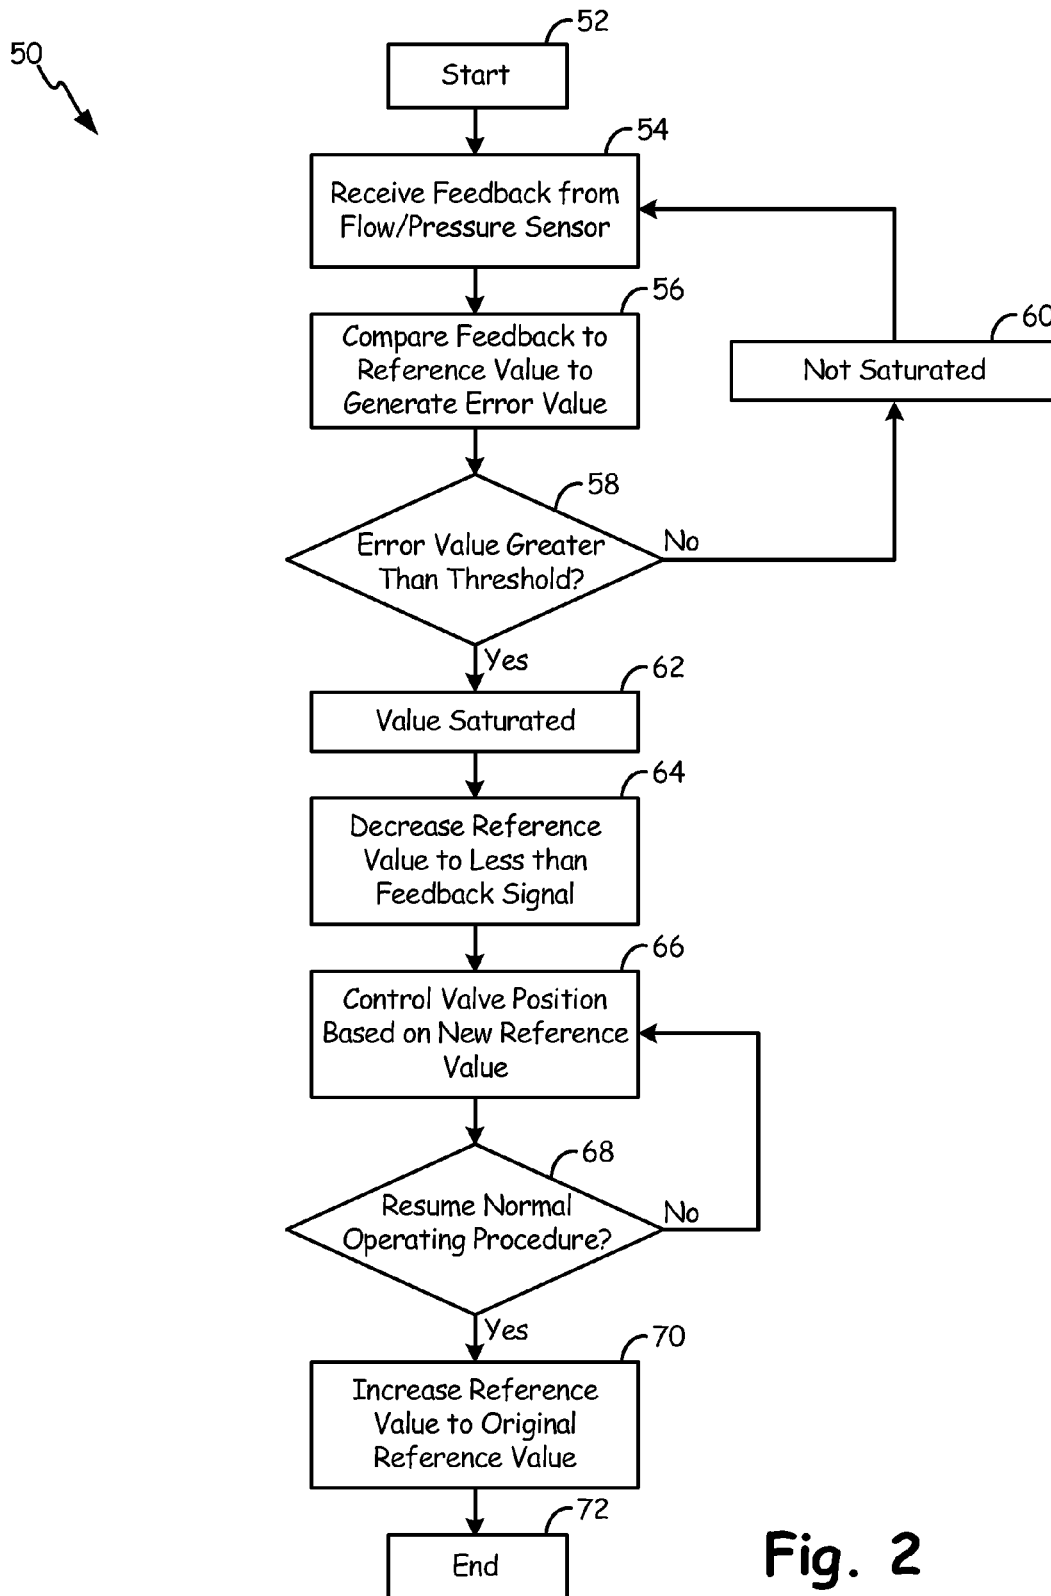 50
52
Start
54
Receive Feedback from
Flow/Pressure Sensor
56
Compare Feedback to
Reference Value to
Generate Error Value
60
Not Saturated
58
Error Value Greater
Than Threshold?
No
Yes
62
Value Saturated
64
Decrease Reference
Value to Less than
Feedback Signal
66
Control Valve Position
Based on New Reference
Value
68
Resume Normal
Operating Procedure?
No
Yes
70
Increase Reference
Value to Original
Reference Value
72
End
Fig. 2